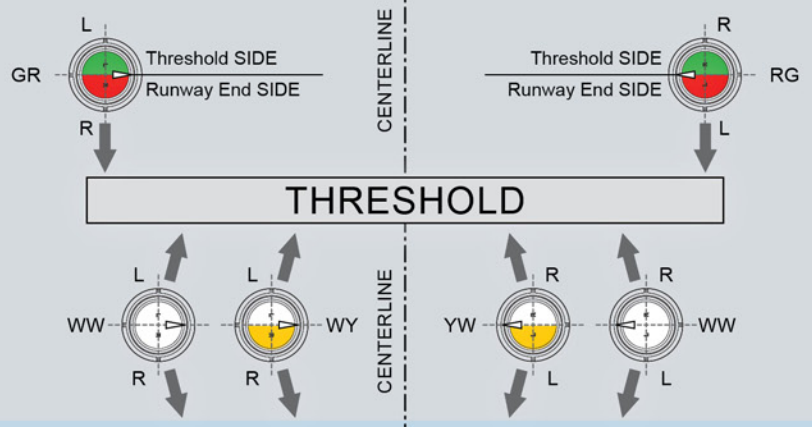 L
R
GR
Threshold SIDE
Runway End SIDE
CENTERLINE
Threshold SIDE
Runway End SIDE
RG
R
L
THRESHOLD
L
L
R
R
WW
WY
CENTERLINE
YW
WW
R
R
L
L